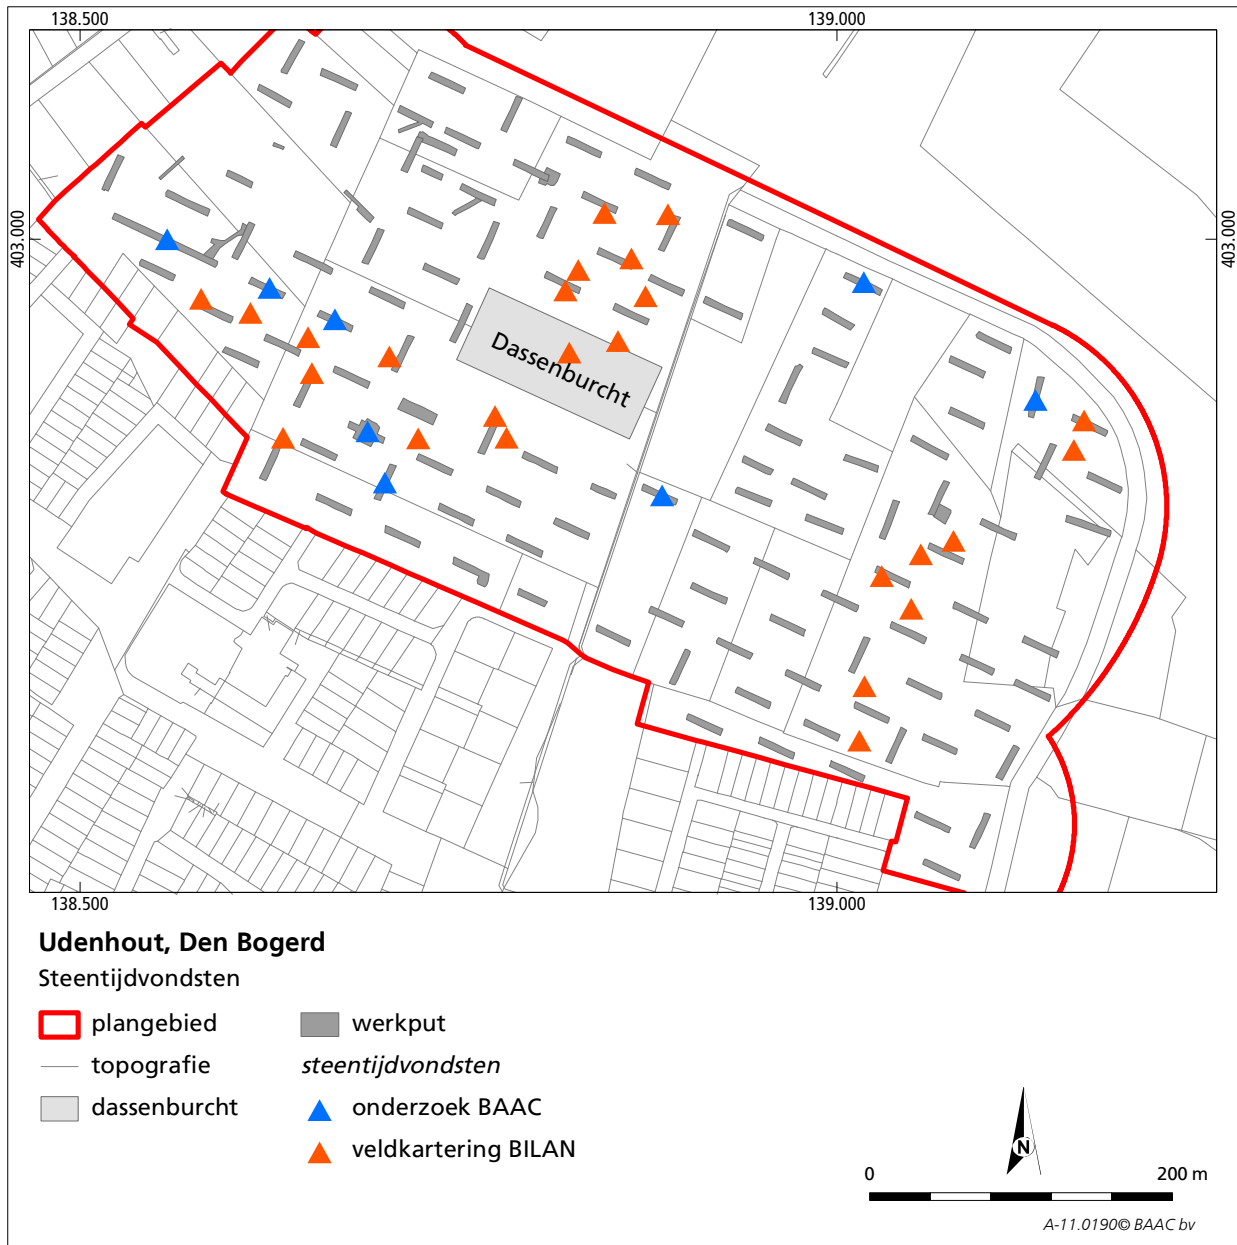 138.500
139.000
403.000
403.000
Dassenburcht
138.500
139.000
Udenhout, Den Bogerd
Steentijdvondsten
plangebied
werkput
topografie
steentijdvondsten
dassenburcht
onderzoek BAAC
veldkartering BILAN
N
0
200 m
A-11.0190© BAAC bv